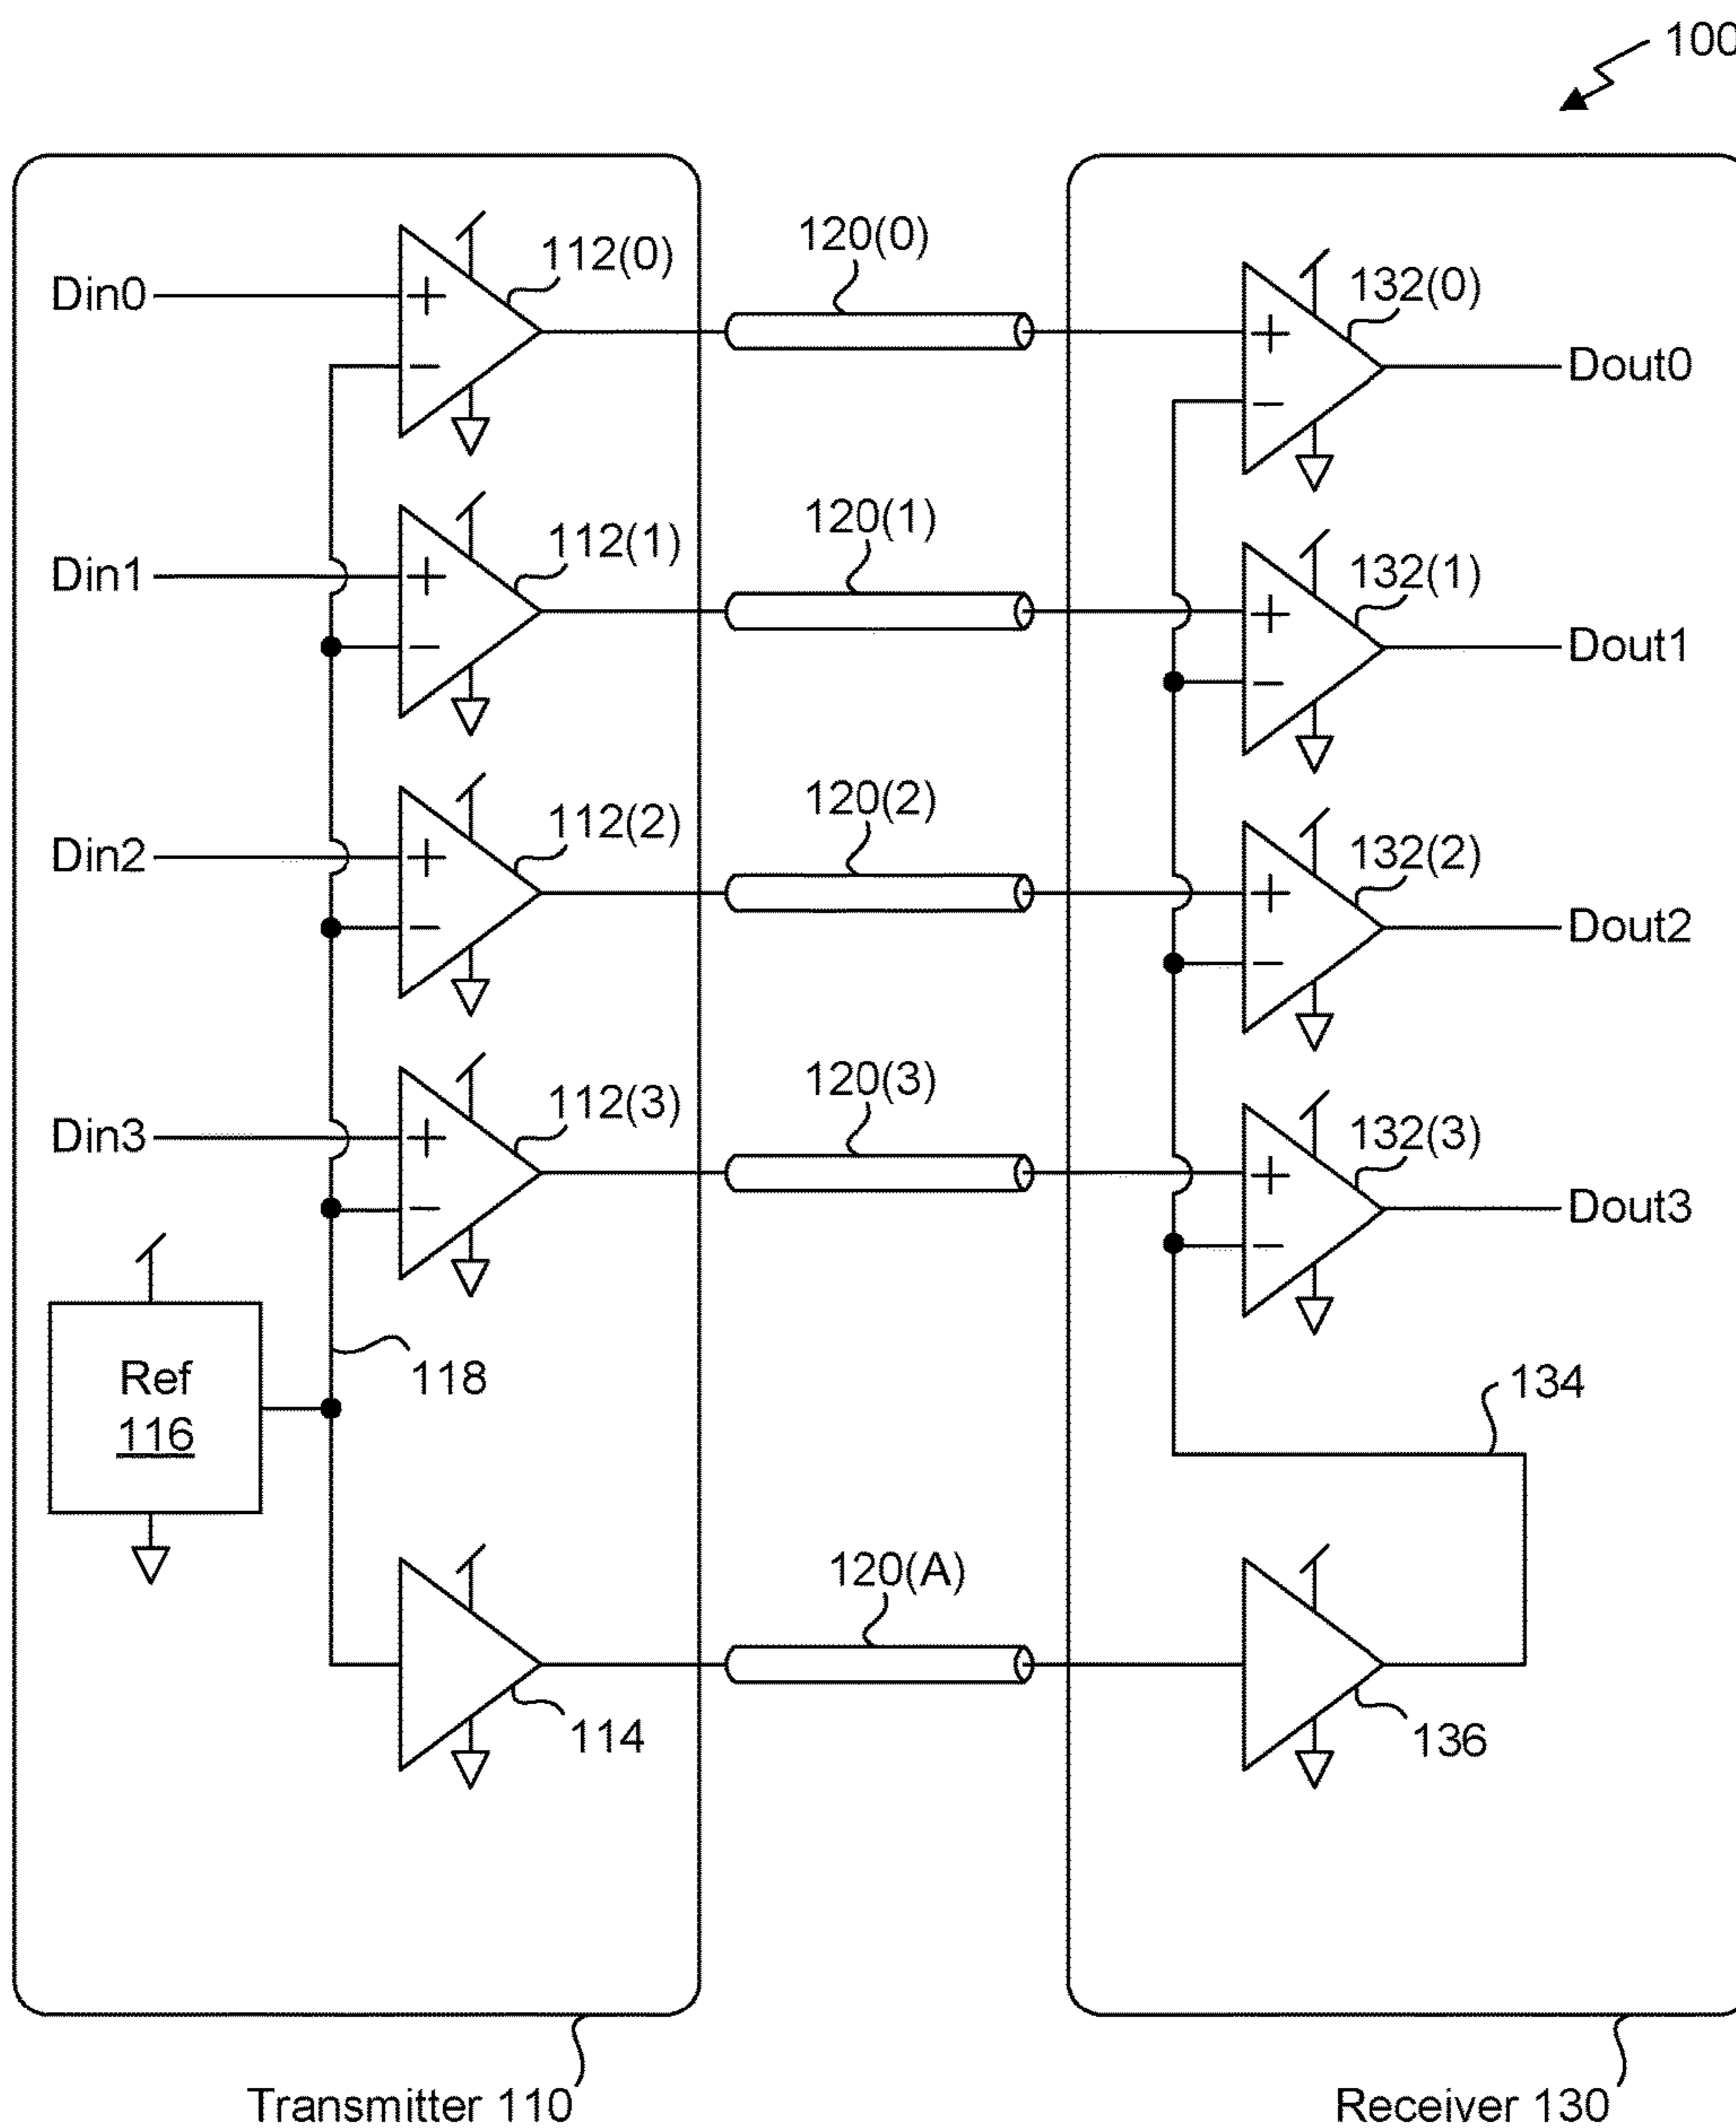 100
112(0)
120(0)
132(0)
Din0
+
+
Dout0
−
−
112(1)
120(1)
132(1)
Din1
+
+
Dout1
−
−
112(2)
120(2)
132(2)
Din2
+
+
Dout2
−
−
112(3)
120(3)
132(3)
Din3
+
+
Dout3
−
−
Ref
116
118
134
120(A)
114
136
Transmitter 110
Receiver 130